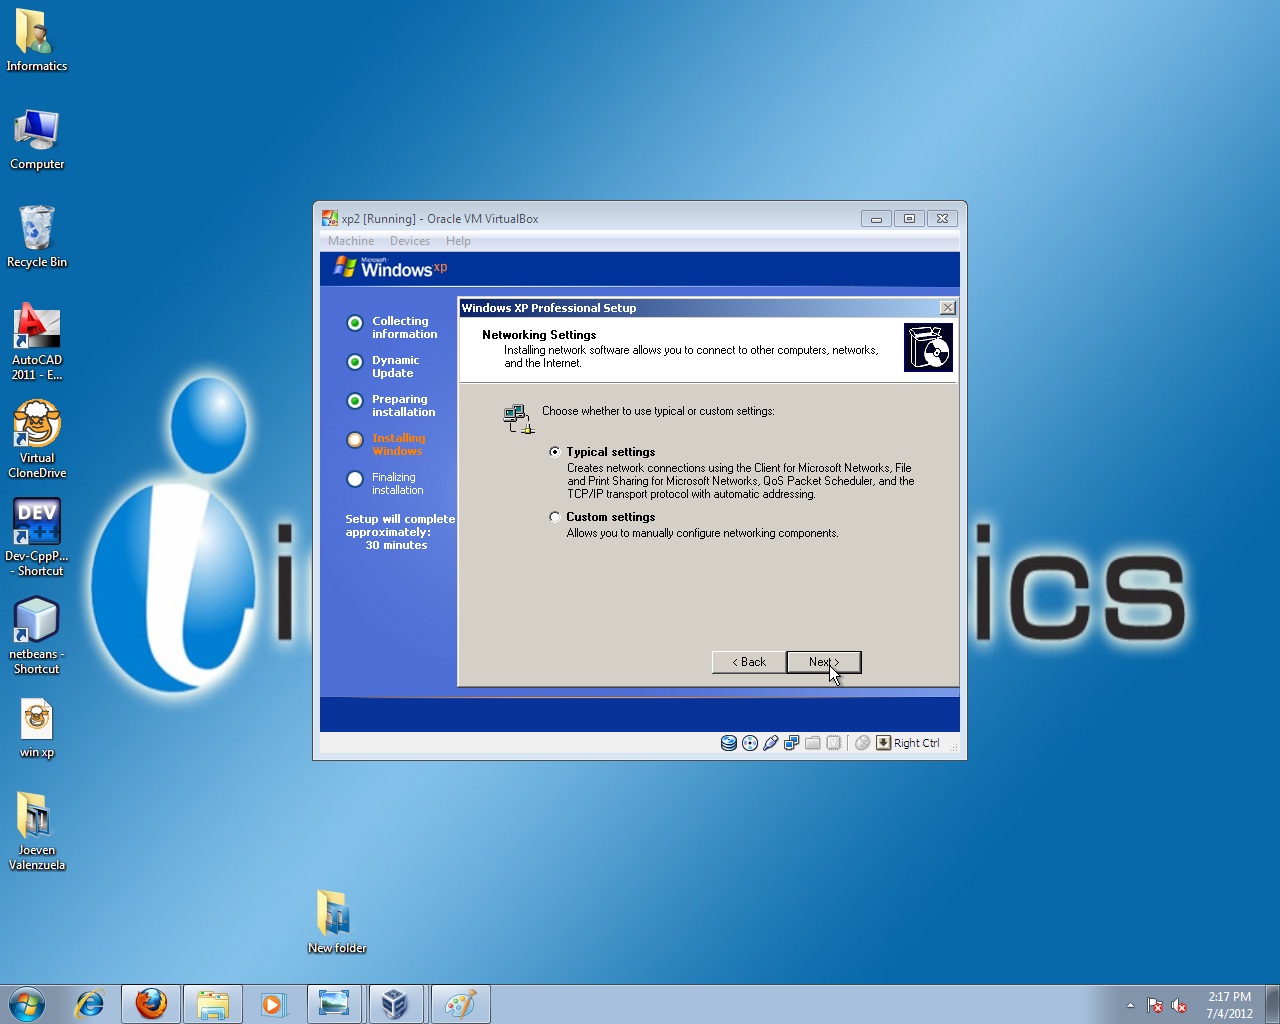 Informatics
Computer
Recycle Bin
AutoCAD
2011 - E...
Virtual
CloneDrive
DEV
C++
Dev-CppP...
- Shortcut
netbeans -
Shortcut
win xp
Joeven
Valenzuela
New folder
xp2 [Running] - Oracle VM VirtualBox
Machine Devices Help
Microsoft
Windows xp
Collecting
information
Dynamic
Update
Preparing
installation
Installing
Windows
Finalizing
installation
Setup will complete
approximately:
30 minutes
Windows XP Professional Setup
Networking Settings
Installing network software allows you to connect to other computers, networks,
and the Internet.
Choose whether to use typical or custom settings:
Typical settings
Creates network connections using the Client for Microsoft Networks, File
and Print Sharing for Microsoft Networks, QoS Packet Scheduler, and the
TCP/IP transport protocol with automatic addressing.
Custom settings
Allows you to manually configure networking components.
< Back Next >
Right Ctrl
ics
2:17 PM
7/4/2012